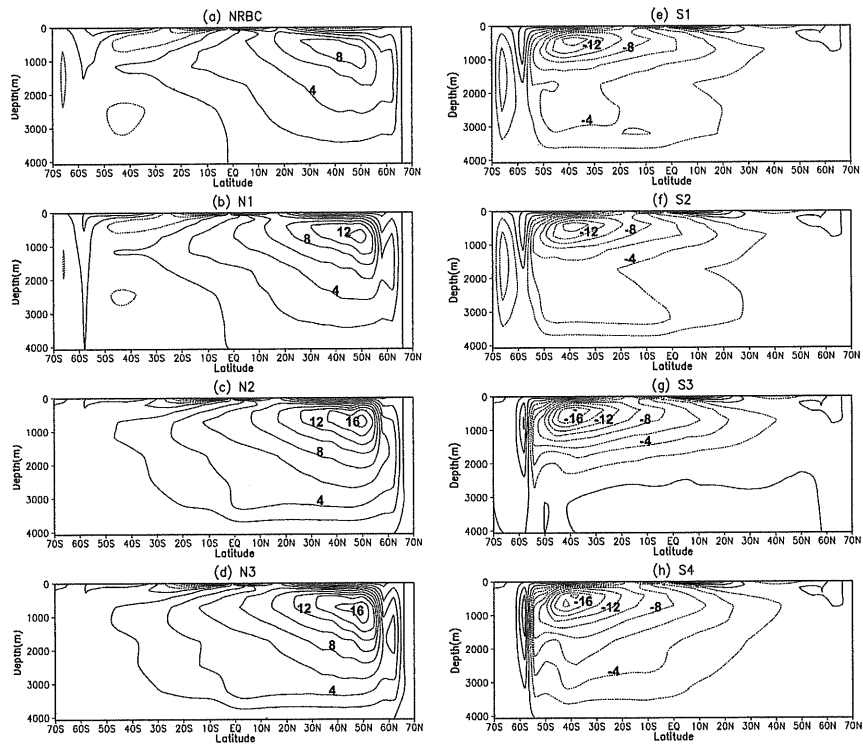 (a) NRBC
0
1000
2000
3000
4000
Depth(m)
8
4
70S 60S 50S 40S 30S 20S 10S EQ 10N 20N 30N 40N 50N 60N 70N
Latitude
(b) N1
0
1000
2000
3000
4000
Depth(m)
12
8
4
70S 60S 50S 40S 30S 20S 10S EQ 10N 20N 30N 40N 50N 60N 70N
Latitude
(c) N2
0
1000
2000
3000
4000
Depth(m)
12 16
8
4
70S 60S 50S 40S 30S 20S 10S EQ 10N 20N 30N 40N 50N 60N 70N
Latitude
(d) N3
0
1000
2000
3000
4000
Depth(m)
12 16
8
4
70S 60S 50S 40S 30S 20S 10S EQ 10N 20N 30N 40N 50N 60N 70N
Latitude
(e) S1
0
1000
2000
3000
4000
Depth(m)
-12 -8
-4
70S 60S 50S 40S 30S 20S 10S EQ 10N 20N 30N 40N 50N 60N 70N
Latitude
(f) S2
0
1000
2000
3000
4000
Depth(m)
-12 -8
-4
70S 60S 50S 40S 30S 20S 10S EQ 10N 20N 30N 40N 50N 60N 70N
Latitude
(g) S3
0
1000
2000
3000
4000
Depth(m)
-16 -12 -8
-4
70S 60S 50S 40S 30S 20S 10S EQ 10N 20N 30N 40N 50N 60N 70N
Latitude
(h) S4
0
1000
2000
3000
4000
Depth(m)
-16 -12 -8
-4
70S 60S 50S 40S 30S 20S 10S EQ 10N 20N 30N 40N 50N 60N 70N
Latitude